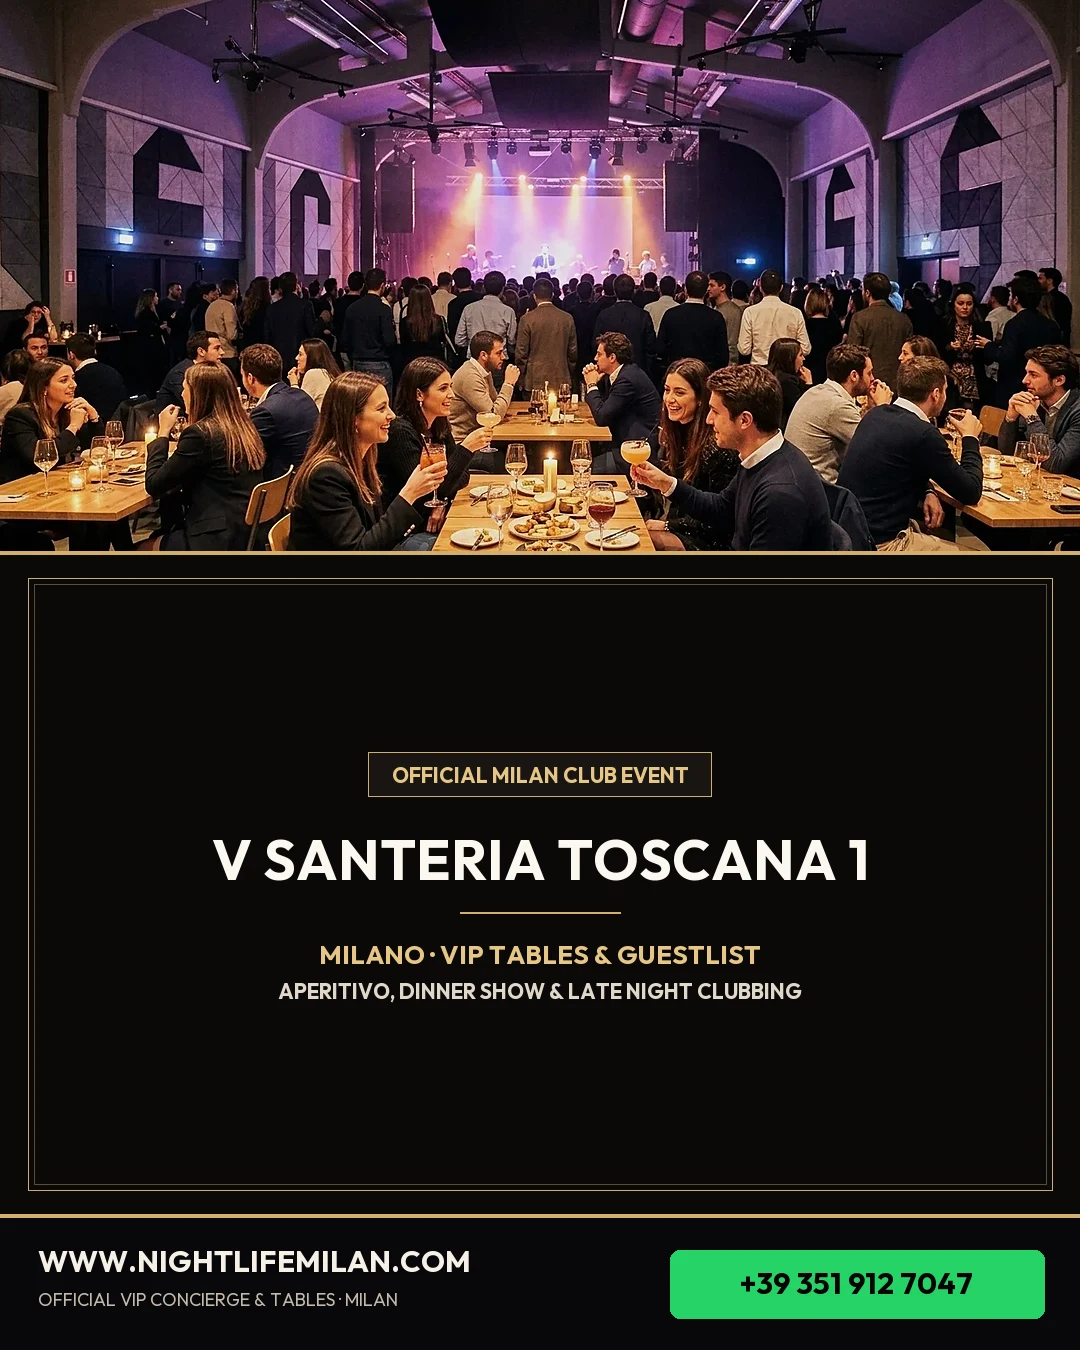 OFFICIAL MILAN CLUB EVENT
V SANTERIA TOSCANA 1
MILANO · VIP TABLES & GUESTLIST
APERITIVO, DINNER SHOW & LATE NIGHT CLUBBING
WWW.NIGHTLIFEMILAN.COM
OFFICIAL VIP CONCIERGE & TABLES · MILAN
+39 351 912 7047